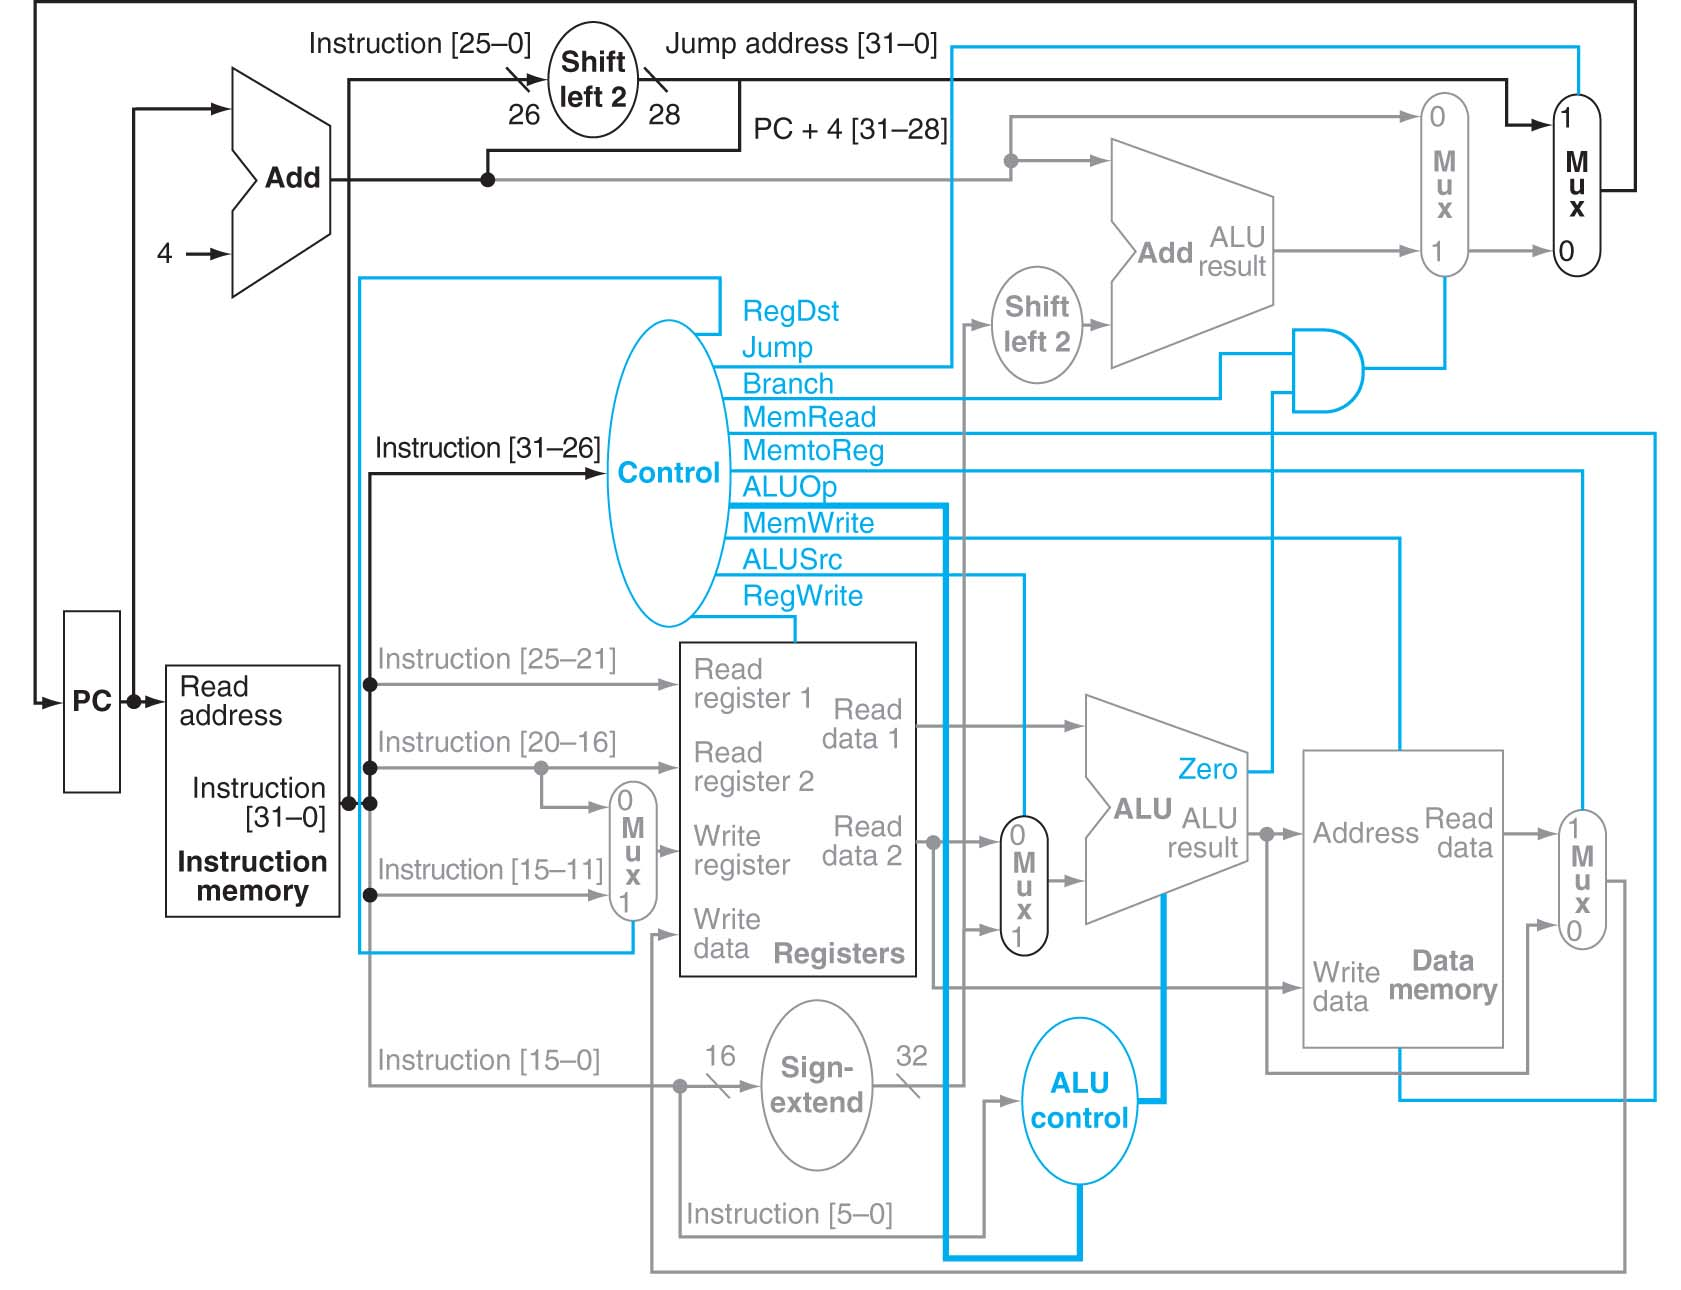 Instruction [25–0]
Shift
left 2
Jump address [31–0]
26
28
PC + 4 [31–28]
Add
4
0
M
u
x
1
1
M
u
x
0
Add
ALU
result
Shift
left 2
RegDst
Jump
Branch
MemRead
MemtoReg
ALUOp
MemWrite
ALUSrc
RegWrite
Instruction [31–26]
Control
PC
Read
address
Instruction
[31–0]
Instruction
memory
Instruction [25–21]
Instruction [20–16]
Instruction [15–11]
0
M
u
x
1
Read
register 1
Read
register 2
Write
register
Write
data
Read
data 1
Read
data 2
Registers
0
M
u
x
1
Zero
ALU
ALU
result
Address
Read
data
Write
data
Data
memory
1
M
u
x
0
Instruction [15–0]
16
Sign-
extend
32
ALU
control
Instruction [5–0]